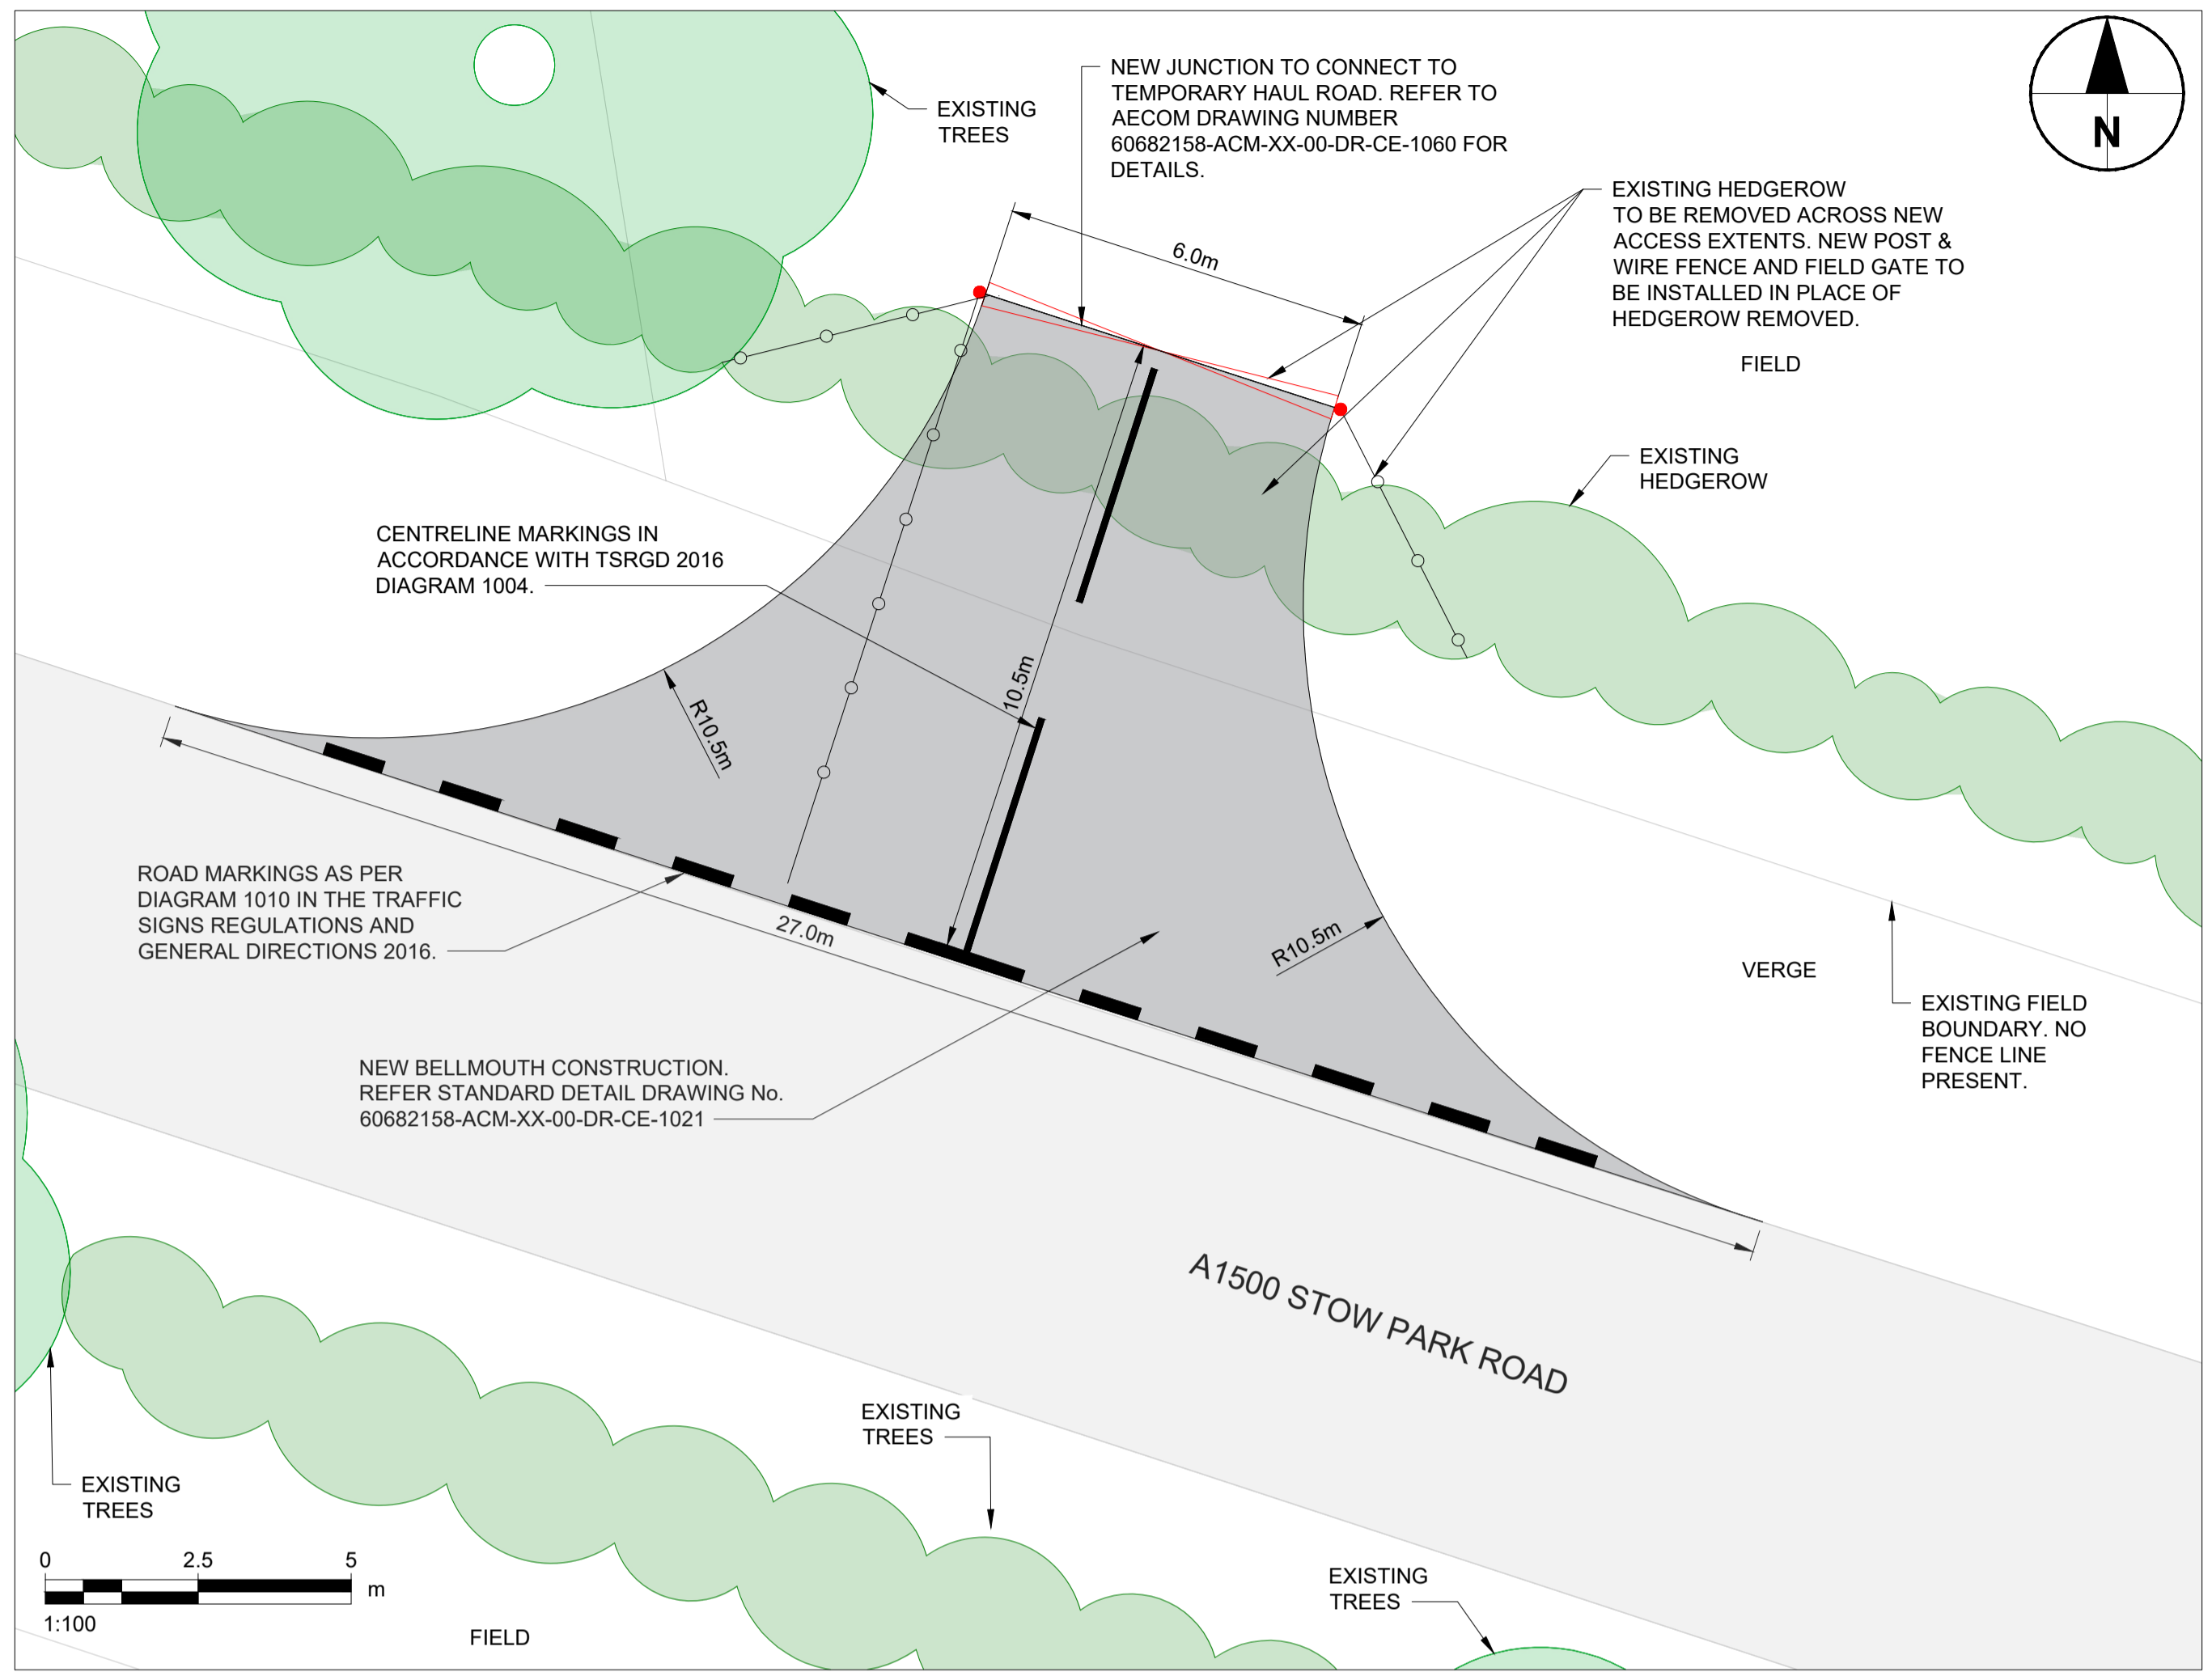 NEW JUNCTION TO CONNECT TO
TEMPORARY HAUL ROAD. REFER TO
AECOM DRAWING NUMBER
60682158-ACM-XX-00-DR-CE-1060 FOR
DETAILS.
EXISTING
TREES
N
EXISTING HEDGEROW
TO BE REMOVED ACROSS NEW
ACCESS EXTENTS. NEW POST &
WIRE FENCE AND FIELD GATE TO
BE INSTALLED IN PLACE OF
HEDGEROW REMOVED.
6.0m
FIELD
EXISTING
HEDGEROW
CENTRELINE MARKINGS IN
ACCORDANCE WITH TSRGD 2016
DIAGRAM 1004.
10.5m
R10.5m
ROAD MARKINGS AS PER
DIAGRAM 1010 IN THE TRAFFIC
SIGNS REGULATIONS AND
GENERAL DIRECTIONS 2016.
27.0m
R10.5m
VERGE
EXISTING FIELD
BOUNDARY. NO
FENCE LINE
PRESENT.
NEW BELLMOUTH CONSTRUCTION.
REFER STANDARD DETAIL DRAWING No.
60682158-ACM-XX-00-DR-CE-1021
A1500 STOW PARK ROAD
EXISTING
TREES
EXISTING
TREES
EXISTING
TREES
0 2.5 5
m
1:100
FIELD